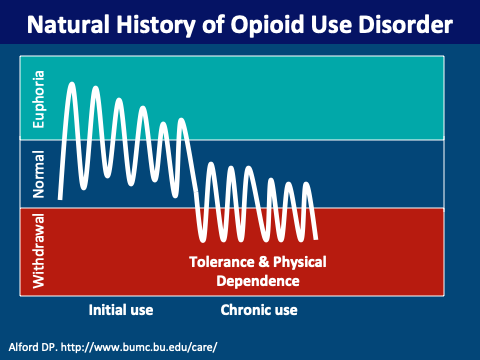 Natural History of Opioid Use Disorder
Euphoria
Normal
Withdrawal
Tolerance & Physical
Dependence
Initial use
Chronic use
Alford DP. http://www.bumc.bu.edu/care/